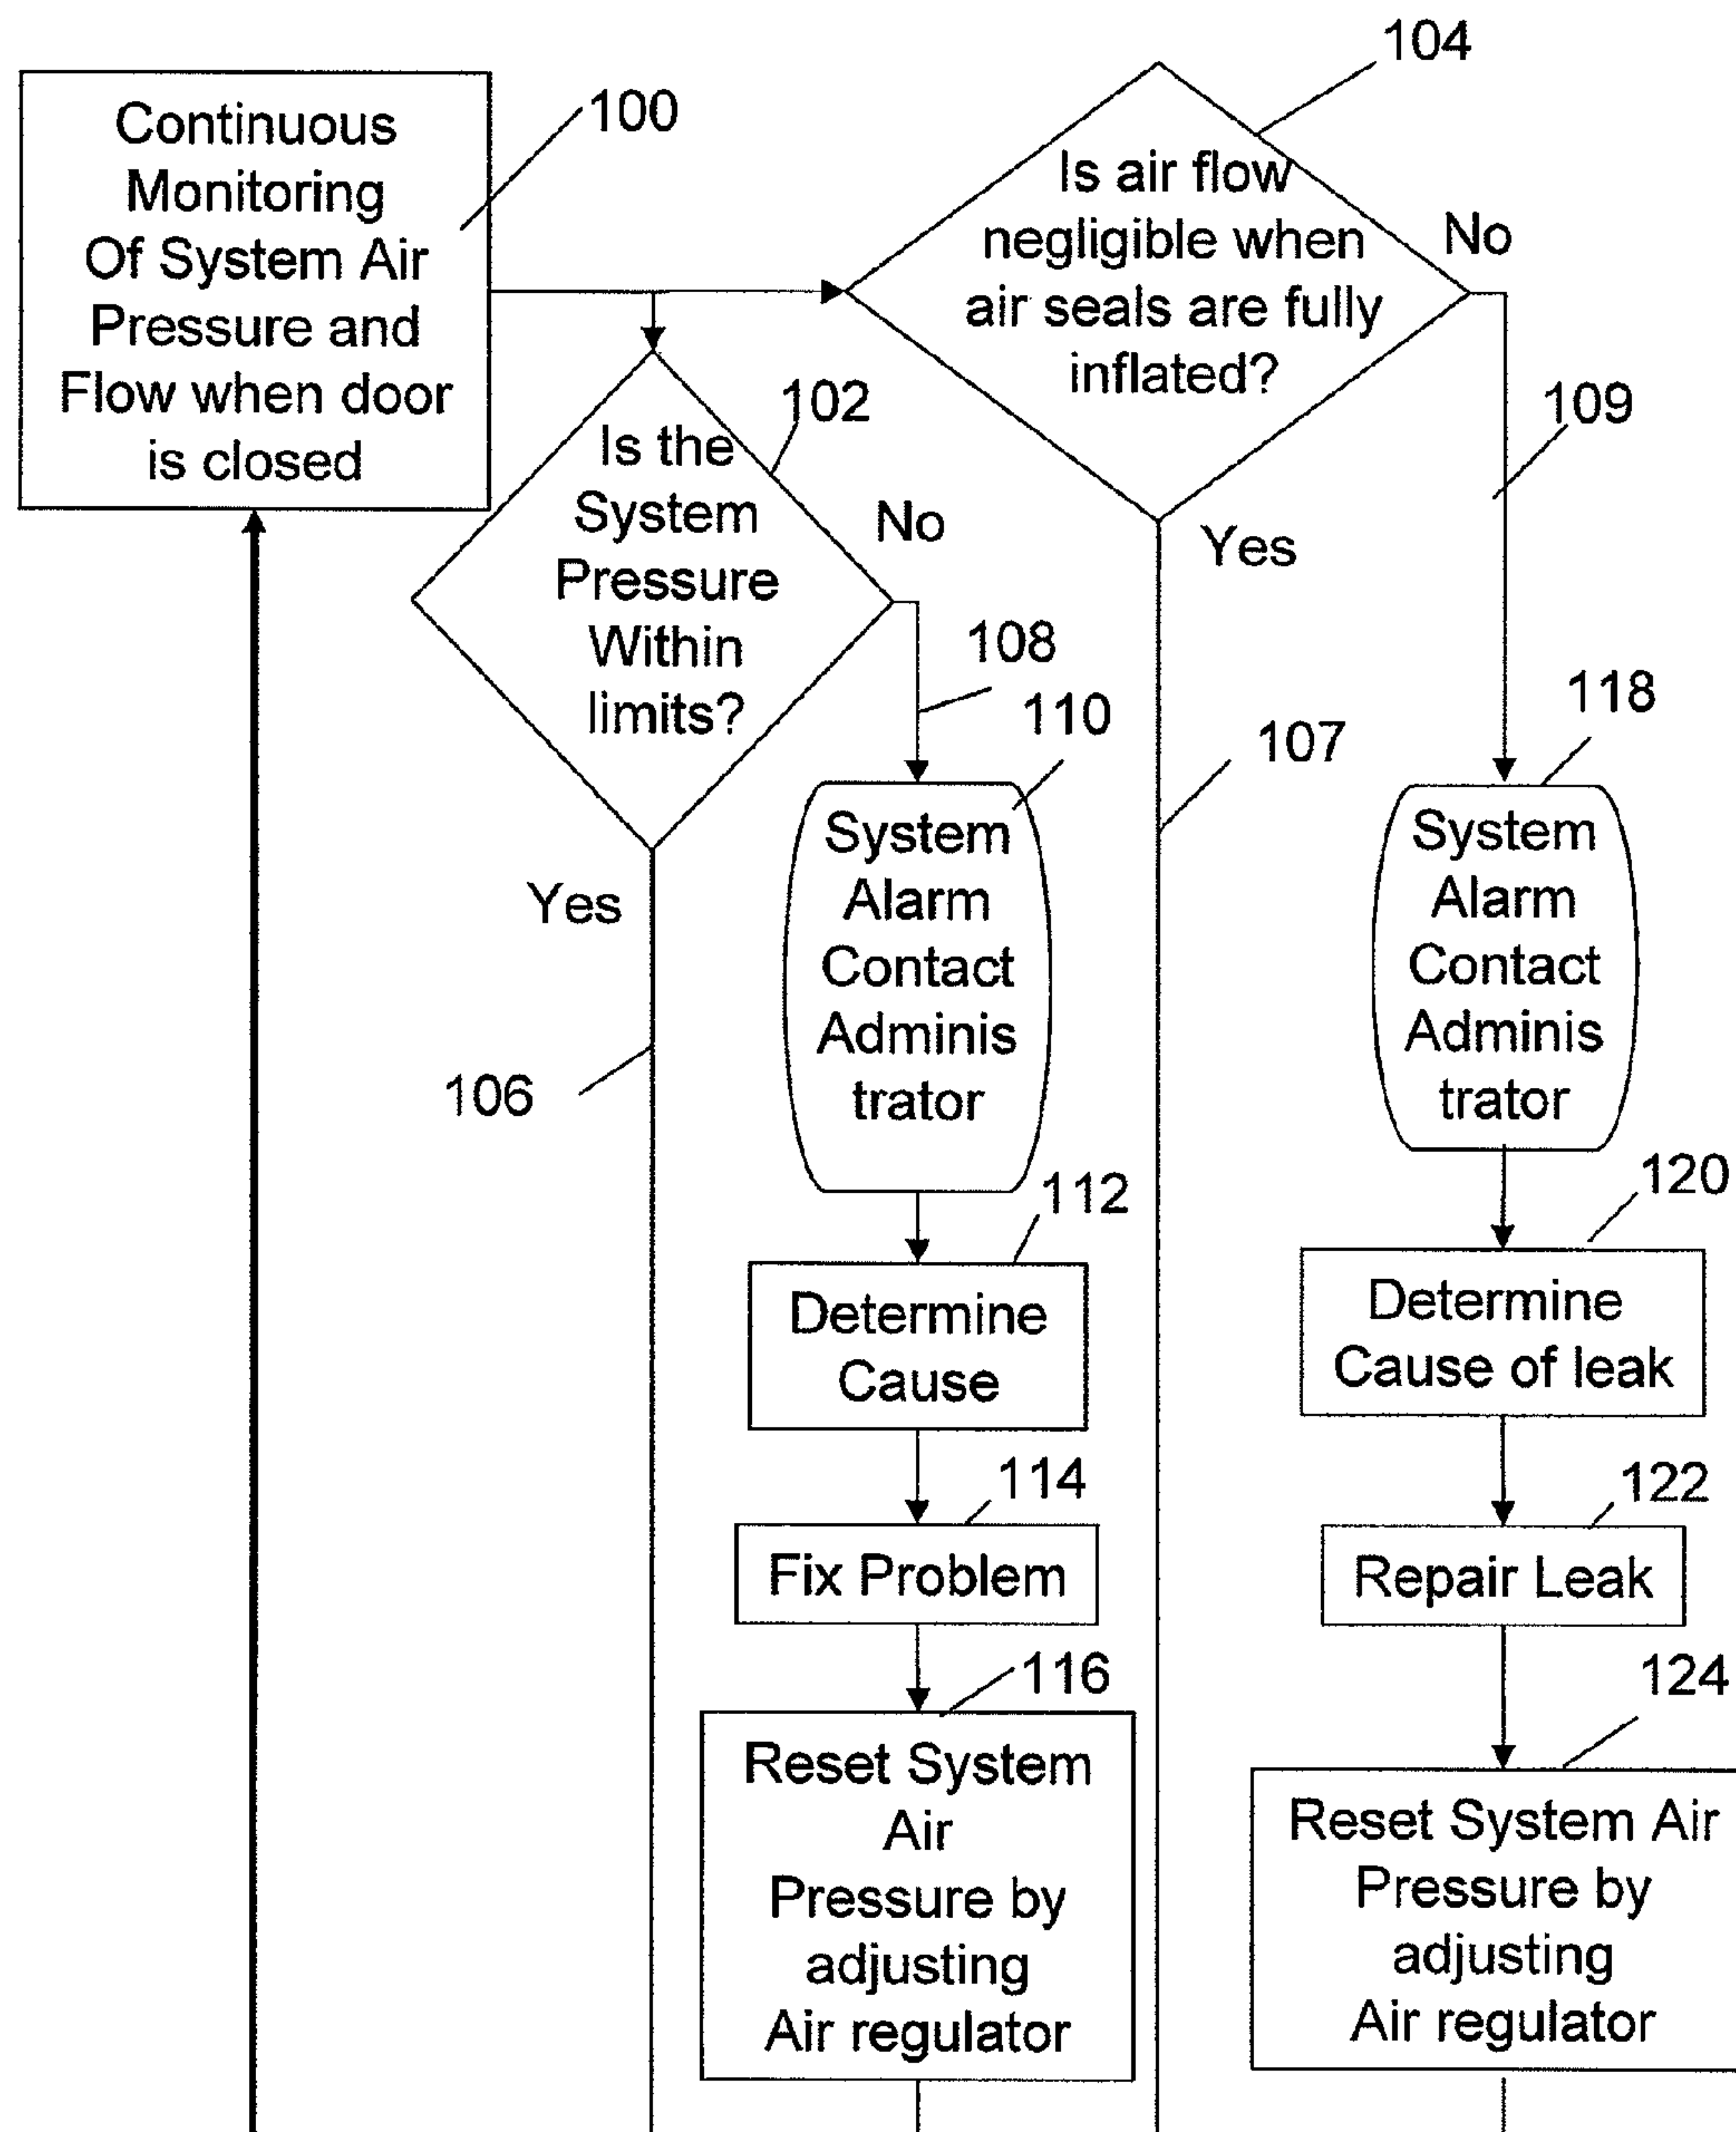 100
Continuous
Monitoring
Of System Air
Pressure and
Flow when door
is closed
104
Is air flow
negligible when
air seals are fully
inflated?
No
Yes
102
Is the
System
Pressure
Within
limits?
No
Yes
106
108
110
System
Alarm
Contact
Adminis
trator
112
Determine
Cause
114
Fix Problem
116
Reset System
Air
Pressure by
adjusting
Air regulator
107
109
118
System
Alarm
Contact
Adminis
trator
120
Determine
Cause of leak
122
Repair Leak
124
Reset System Air
Pressure by
adjusting
Air regulator